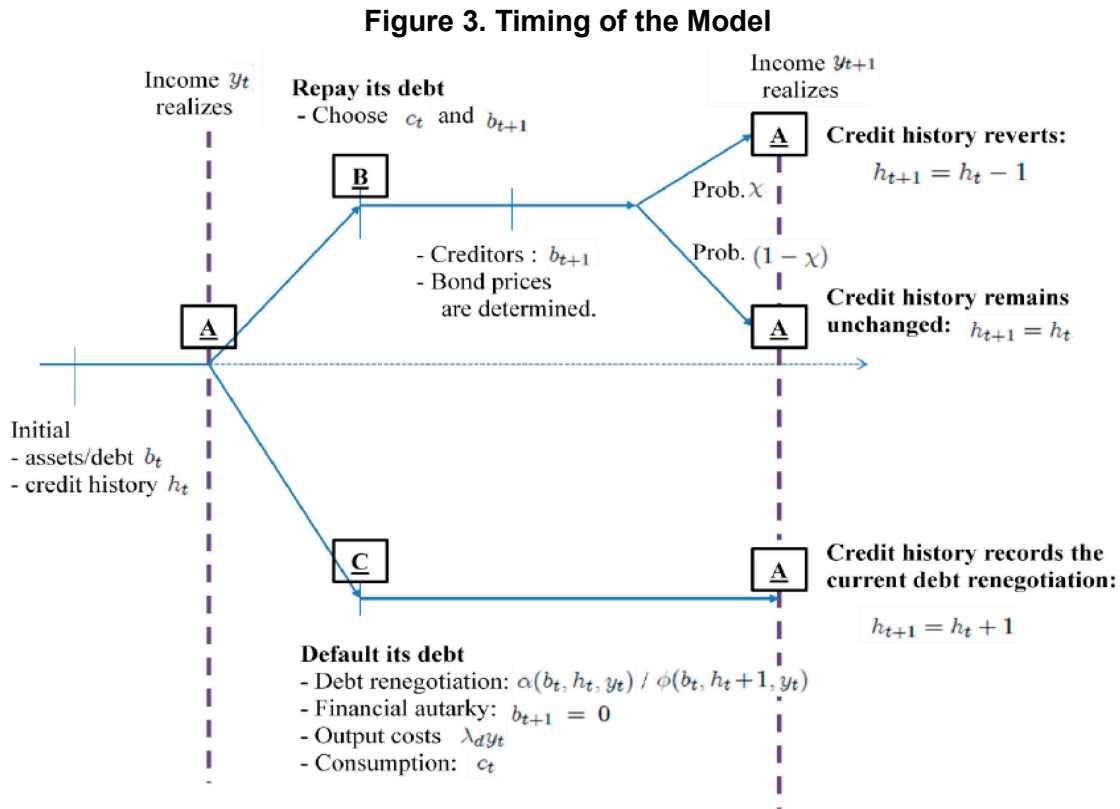 Figure 3. Timing of the Model
Income y_t
realizes
Repay its debt
- Choose c_t and b_{t+1}
Income y_{t+1}
realizes
A
Credit history reverts:
h_{t+1} = h_t − 1
B
Prob. χ
- Creditors : b_{t+1}
- Bond prices
are determined.
Prob. (1 − χ)
A
A
Credit history remains
unchanged: h_{t+1} = h_t
Initial
- assets/debt b_t
- credit history h_t
C
A
Credit history records the
current debt renegotiation:
h_{t+1} = h_t + 1
Default its debt
- Debt renegotiation: α(b_t, h_t, y_t) / ϕ(b_t, h_t+1, y_t)
- Financial autarky: b_{t+1} = 0
- Output costs λ_d y_t
- Consumption: c_t